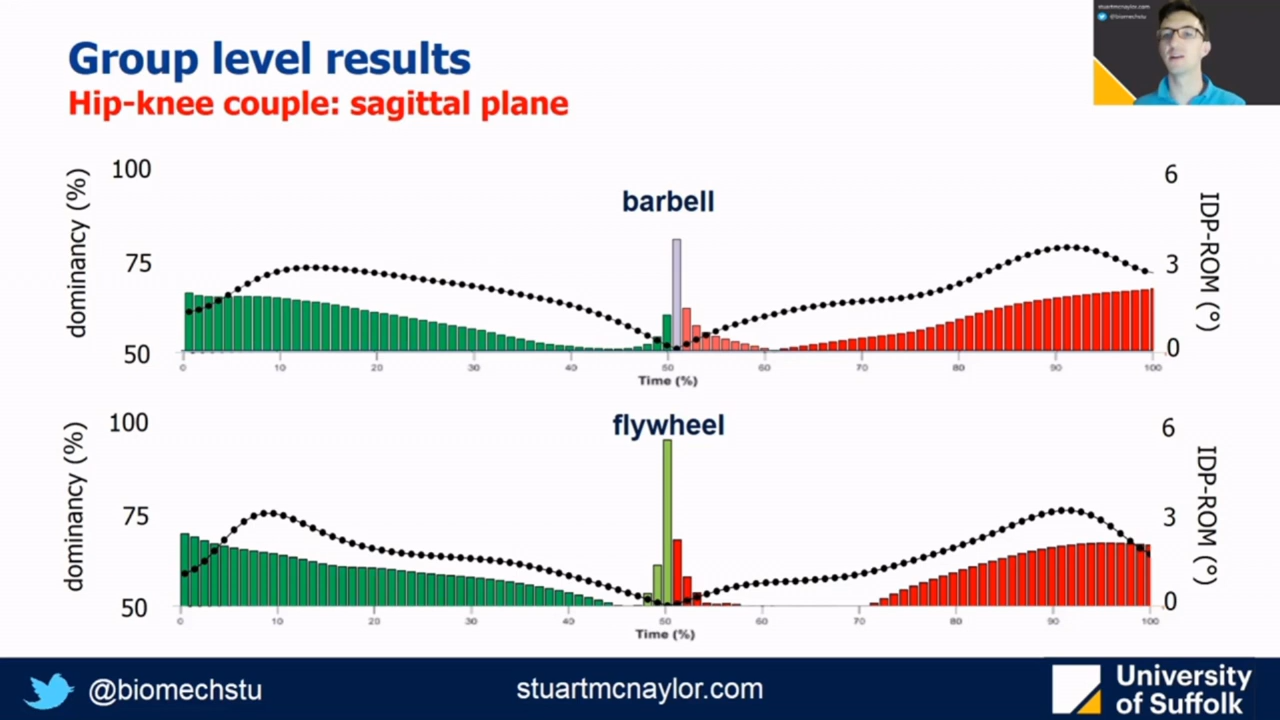 Group level results
Hip-knee couple: sagittal plane
stuartmcnaylor.com
@biomechstu
barbell
dominancy (%)
100
75
50
6
3
0
IDP-ROM (°)
0 10 20 30 40 50 60 70 80 90 100
Time (%)
flywheel
dominancy (%)
100
75
50
6
3
0
IDP-ROM (°)
0 10 20 30 40 50 60 70 80 90 100
Time (%)
@biomechstu
stuartmcnaylor.com
University
of Suffolk